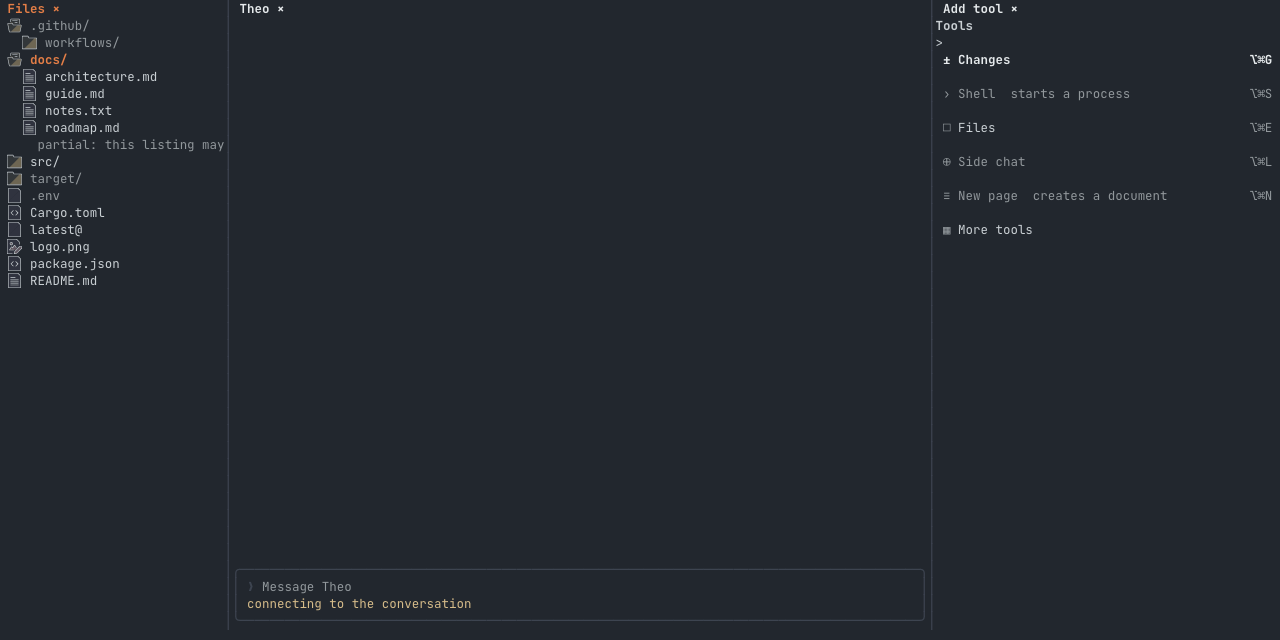 Files ×
.github/
workflows/
docs/
architecture.md
guide.md
notes.txt
roadmap.md
partial: this listing may
src/
target/
.env
Cargo.toml
latest@
logo.png
package.json
README.md
Theo ×
⟩ Message Theo
connecting to the conversation
Add tool ×
Tools
>
± Changes ⌥⌘G
› Shell starts a process ⌥⌘S
□ Files ⌥⌘E
⊕ Side chat ⌥⌘L
≡ New page creates a document ⌥⌘N
▦ More tools